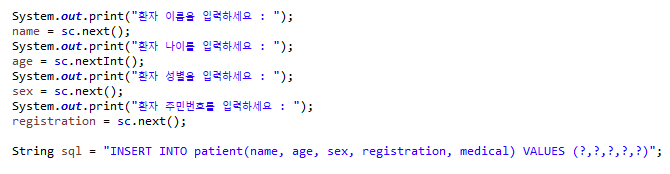 System.out.print("환자 이름을 입력하세요 : ");
name = sc.next();
System.out.print("환자 나이를 입력하세요 : ");
age = sc.nextInt();
System.out.print("환자 성별을 입력하세요 : ");
sex = sc.next();
System.out.print("환자 주민번호를 입력하세요 : ");
registration = sc.next();
String sql = "INSERT INTO patient(name, age, sex, registration, medical) VALUES (?,?,?,?,?)";